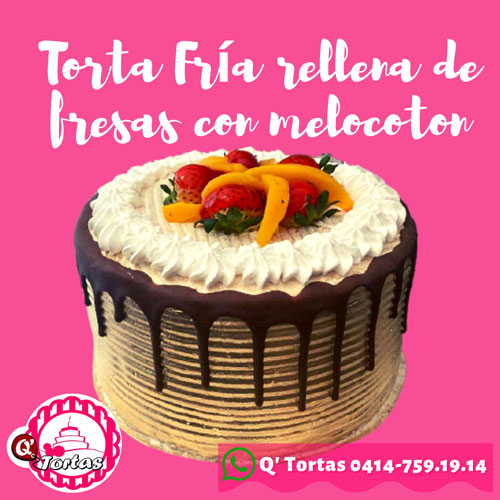 Torta Fría rellena de
fresas con melocoton
Q'
Tortas
Q' Tortas 0414-759.19.14